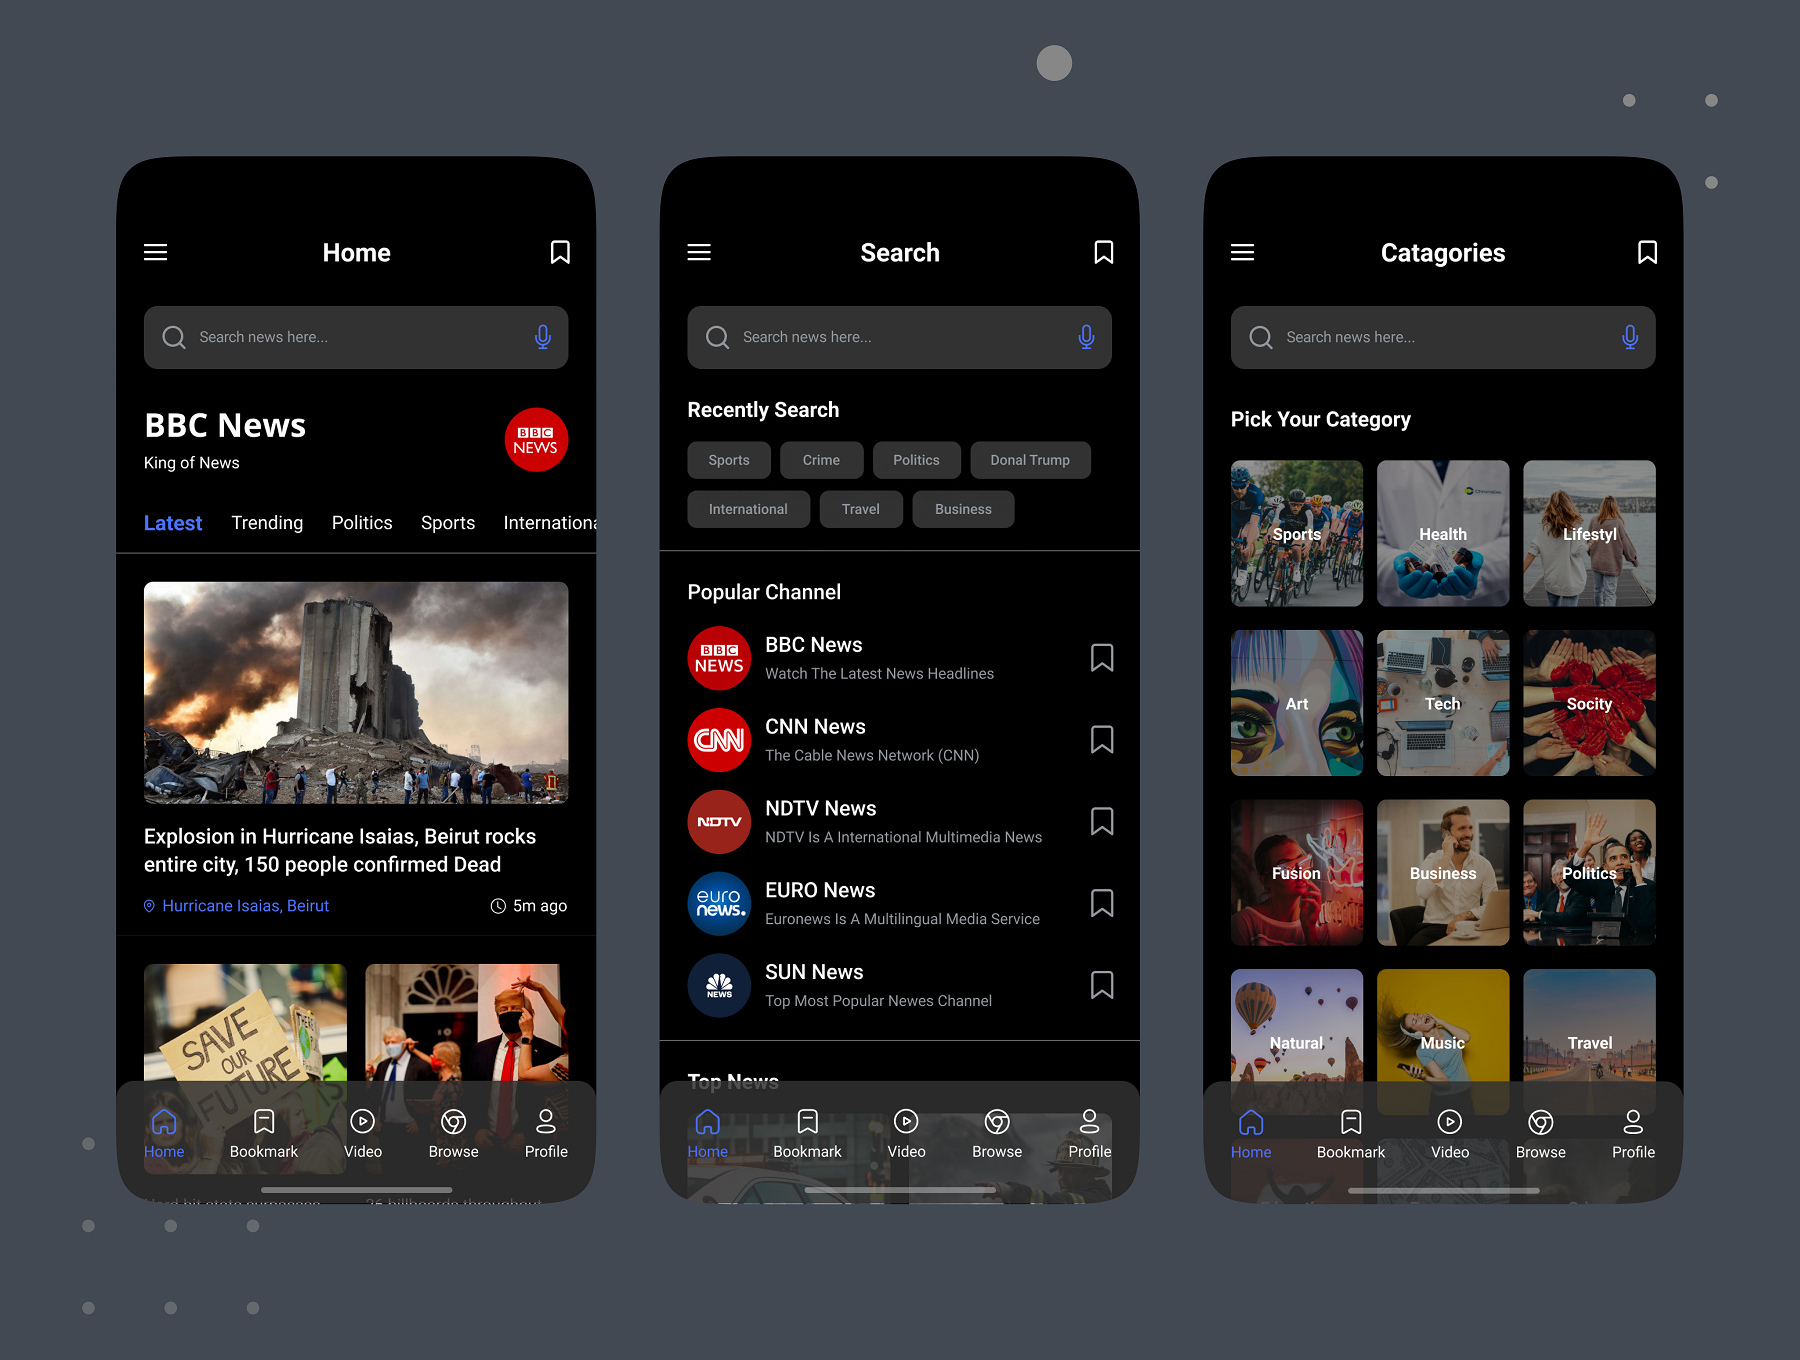 Home
Search news here...
BBC News
King of News
BBC
NEWS
Latest Trending Politics Sports Internationa
Explosion in Hurricane Isaias, Beirut rocks
entire city, 150 people confirmed Dead
Hurricane Isaias, Beirut 5m ago
SAVE
OUR
FUTURE
Home Bookmark Video Browse Profile
Search
Search news here...
Recently Search
Sports Crime Politics Donal Trump
International Travel Business
Popular Channel
BBC
NEWS
BBC News
Watch The Latest News Headlines
CNN
CNN News
The Cable News Network (CNN)
NDTV
NDTV News
NDTV Is A International Multimedia News
euro
news.
EURO News
Euronews Is A Multilingual Media Service
NEWS
SUN News
Top Most Popular Newes Channel
Top News
Home Bookmark Video Browse Profile
Catagories
Search news here...
Pick Your Category
Sports Health Lifestyl
Art Tech Socity
Fusion Business Politics
Natural Music Travel
Home Bookmark Video Browse Profile